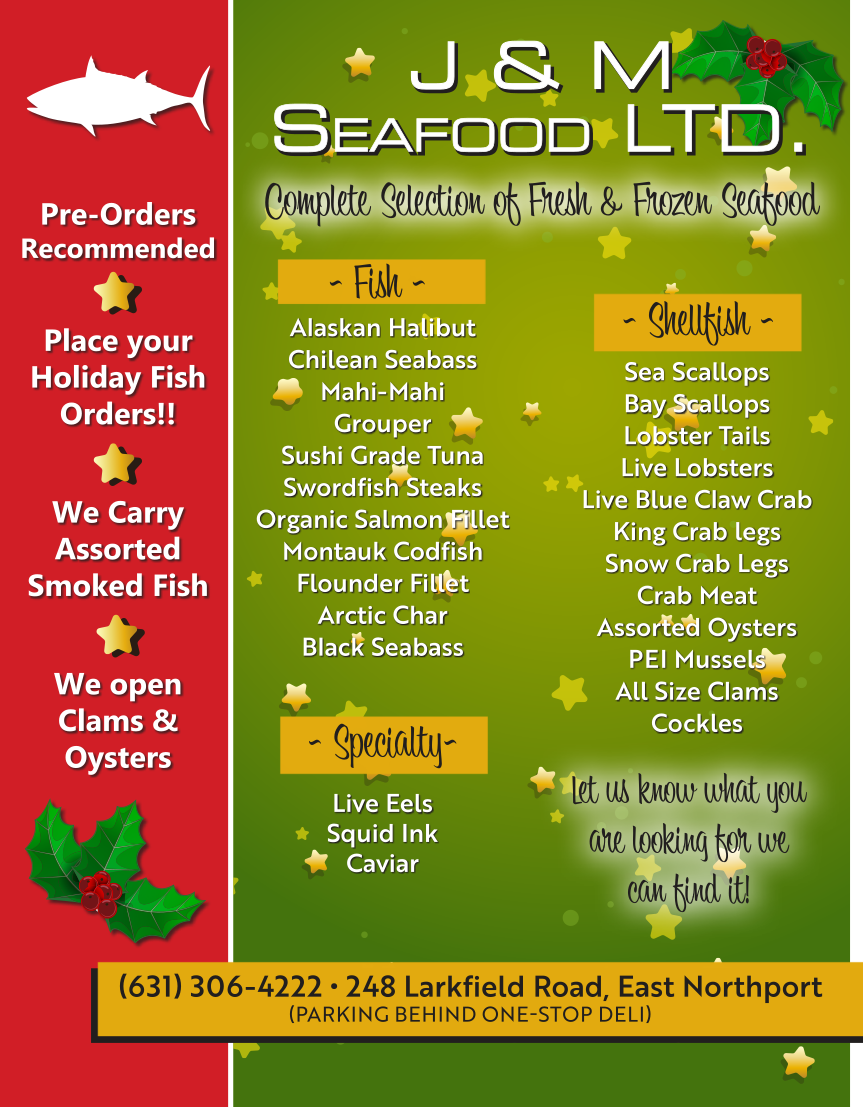 J & M
SEAFOOD LTD.
Complete Selection of Fresh & Frozen Seafood
Pre-Orders
Recommended
Place your
Holiday Fish
Orders!!
We Carry
Assorted
Smoked Fish
We open
Clams &
Oysters
~ Fish ~
Alaskan Halibut
Chilean Seabass
Mahi-Mahi
Grouper
Sushi Grade Tuna
Swordfish Steaks
Organic Salmon Fillet
Montauk Codfish
Flounder Fillet
Arctic Char
Black Seabass
~ Specialty~
Live Eels
Squid Ink
Caviar
~ Shellfish ~
Sea Scallops
Bay Scallops
Lobster Tails
Live Lobsters
Live Blue Claw Crab
King Crab legs
Snow Crab Legs
Crab Meat
Assorted Oysters
PEI Mussels
All Size Clams
Cockles
Let us know what you
are looking for we
can find it!
(631) 306-4222 • 248 Larkfield Road, East Northport
(PARKING BEHIND ONE-STOP DELI)